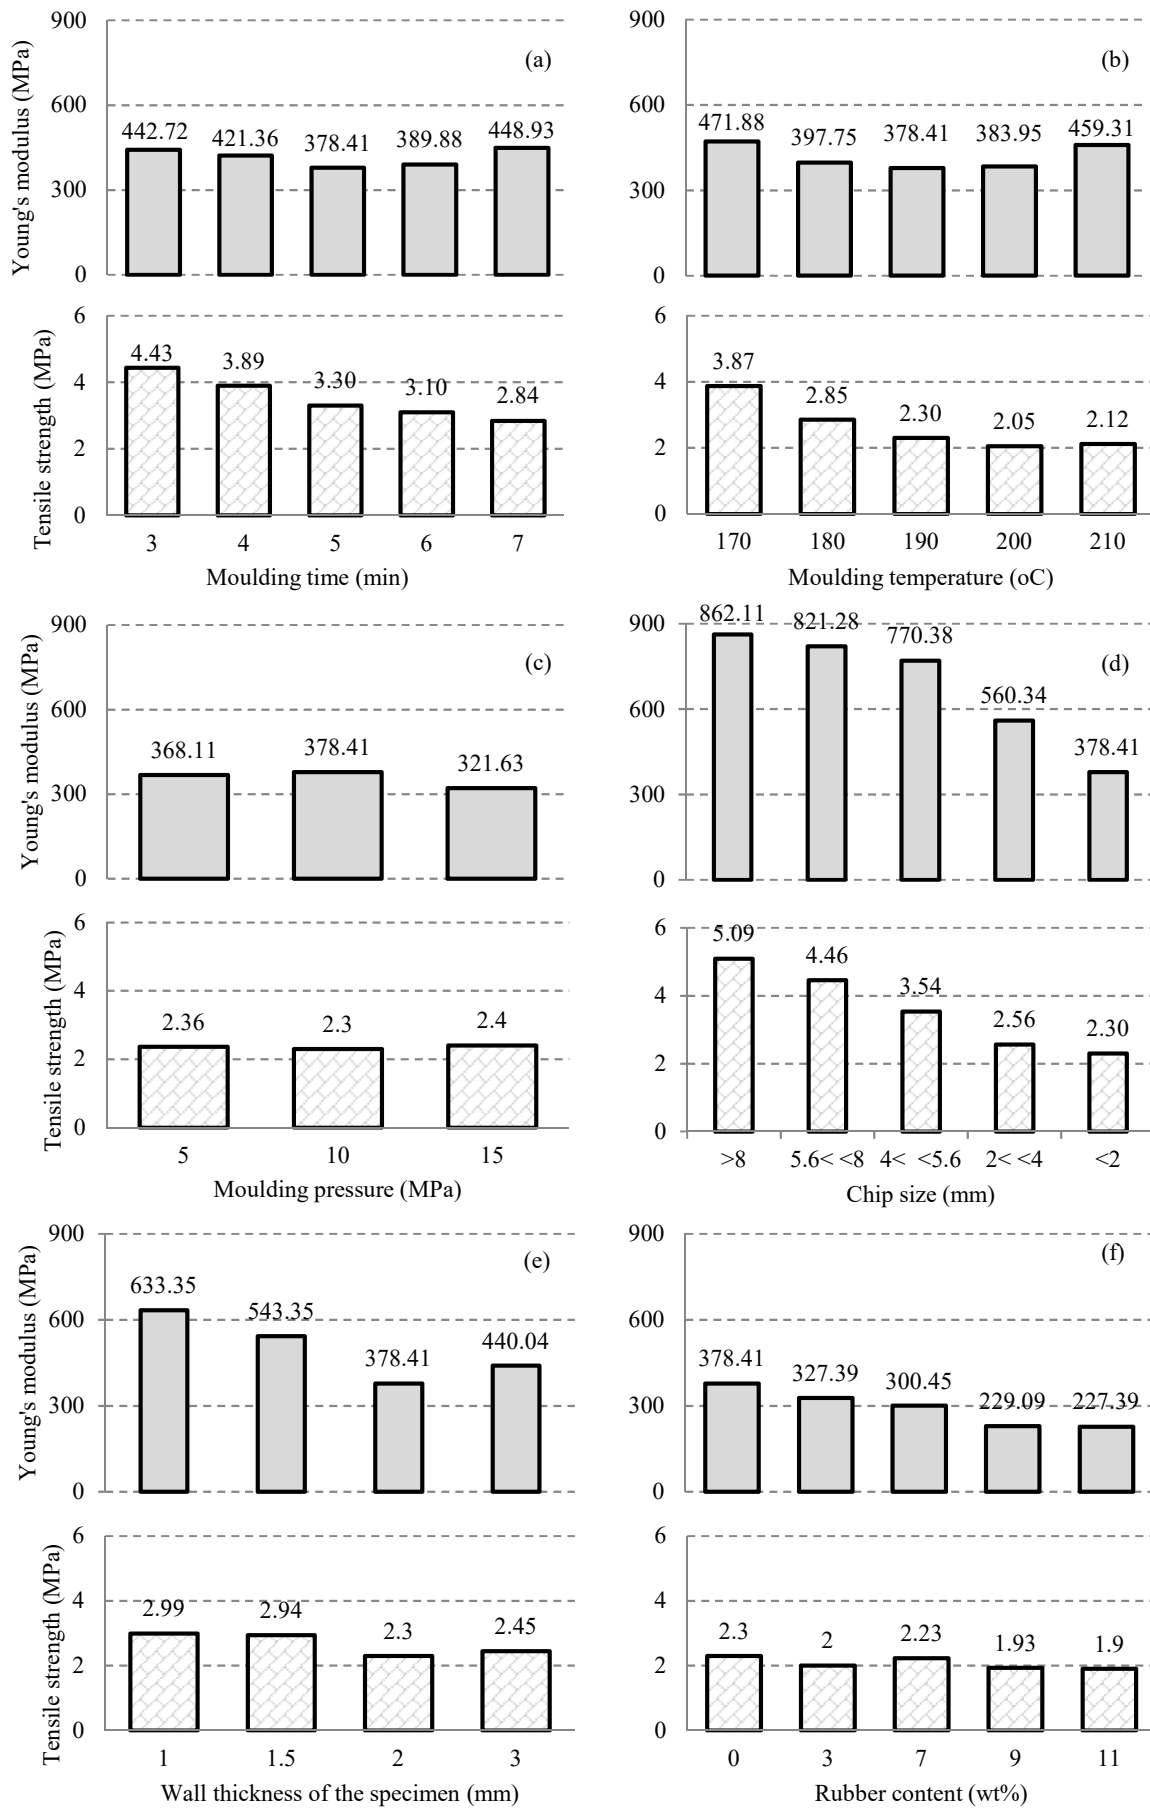 Young's modulus (MPa)
900
600
300
0
(a)
442.72 421.36 378.41 389.88 448.93
Tensile strength (MPa)
6
4
2
0
4.43 3.89 3.30 3.10 2.84
3 4 5 6 7
Moulding time (min)
900
600
300
0
(b)
471.88 397.75 378.41 383.95 459.31
6
4
2
0
3.87 2.85 2.30 2.05 2.12
170 180 190 200 210
Moulding temperature (oC)
Young's modulus (MPa)
900
600
300
0
(c)
368.11 378.41 321.63
Tensile strength (MPa)
6
4
2
0
2.36 2.3 2.4
5 10 15
Moulding pressure (MPa)
900
600
300
0
(d)
862.11 821.28 770.38 560.34 378.41
6
4
2
0
5.09 4.46 3.54 2.56 2.30
>8 5.6< <8 4< <5.6 2< <4 <2
Chip size (mm)
Young's modulus (MPa)
900
600
300
0
(e)
633.35 543.35 378.41 440.04
Tensile strength (MPa)
6
4
2
0
2.99 2.94 2.3 2.45
1 1.5 2 3
Wall thickness of the specimen (mm)
900
600
300
0
(f)
378.41 327.39 300.45 229.09 227.39
6
4
2
0
2.3 2 2.23 1.93 1.9
0 3 7 9 11
Rubber content (wt%)